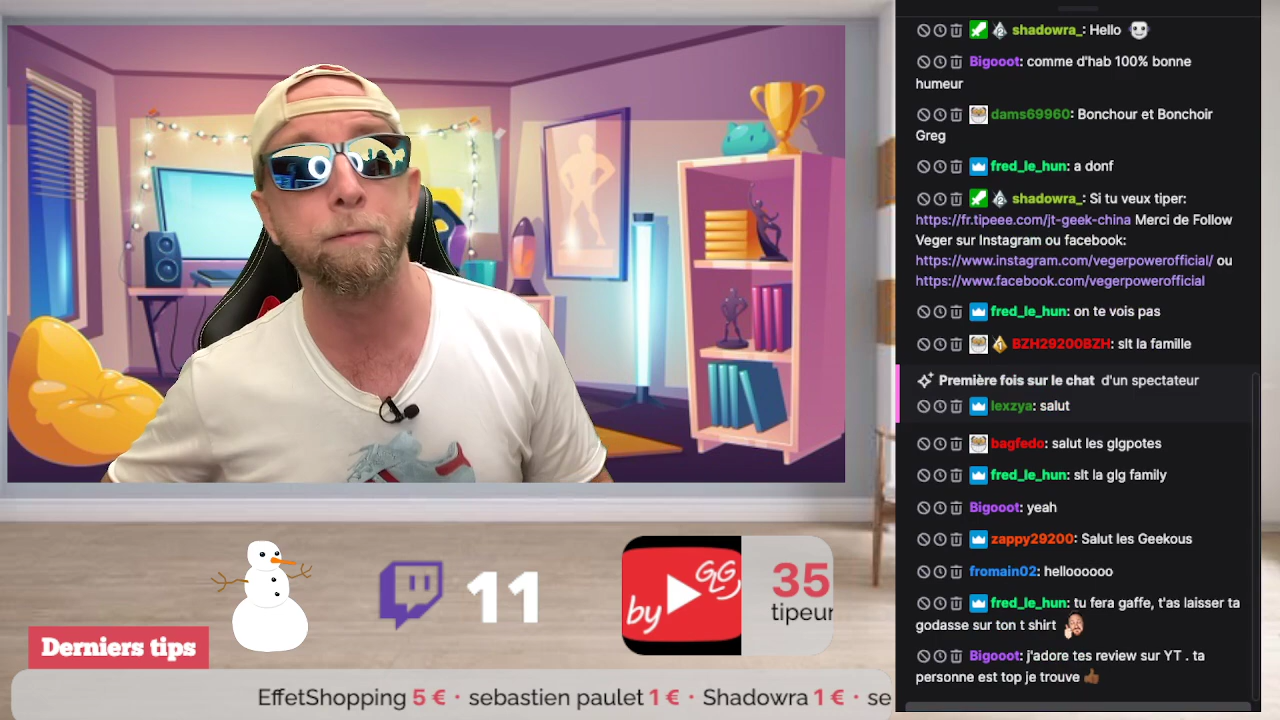 shadowra_: Hello
Bigooot: comme d'hab 100% bonne
humeur
dams69960: Bonchour et Bonchoir
Greg
fred_le_hun: a donf
shadowra_: Si tu veux tiper:
https://fr.tipeee.com/jt-geek-china Merci de Follow
Veger sur Instagram ou facebook:
https://www.instagram.com/vegerpowerofficial/ ou
https://www.facebook.com/vegerpowerofficial
fred_le_hun: on te vois pas
BZH29200BZH: slt la famille
Première fois sur le chat d'un spectateur
lexzya: salut
bagfedo: salut les glgpotes
fred_le_hun: slt la glg family
Bigooot: yeah
zappy29200: Salut les Geekous
fromain02: helloooooo
fred_le_hun: tu fera gaffe, t'as laisser ta
godasse sur ton t shirt
Bigooot: j'adore tes review sur YT . ta
personne est top je trouve
11
by GLG
35
tipeur
Derniers tips
EffetShopping 5 € · sebastien paulet 1 € · Shadowra 1 € · se